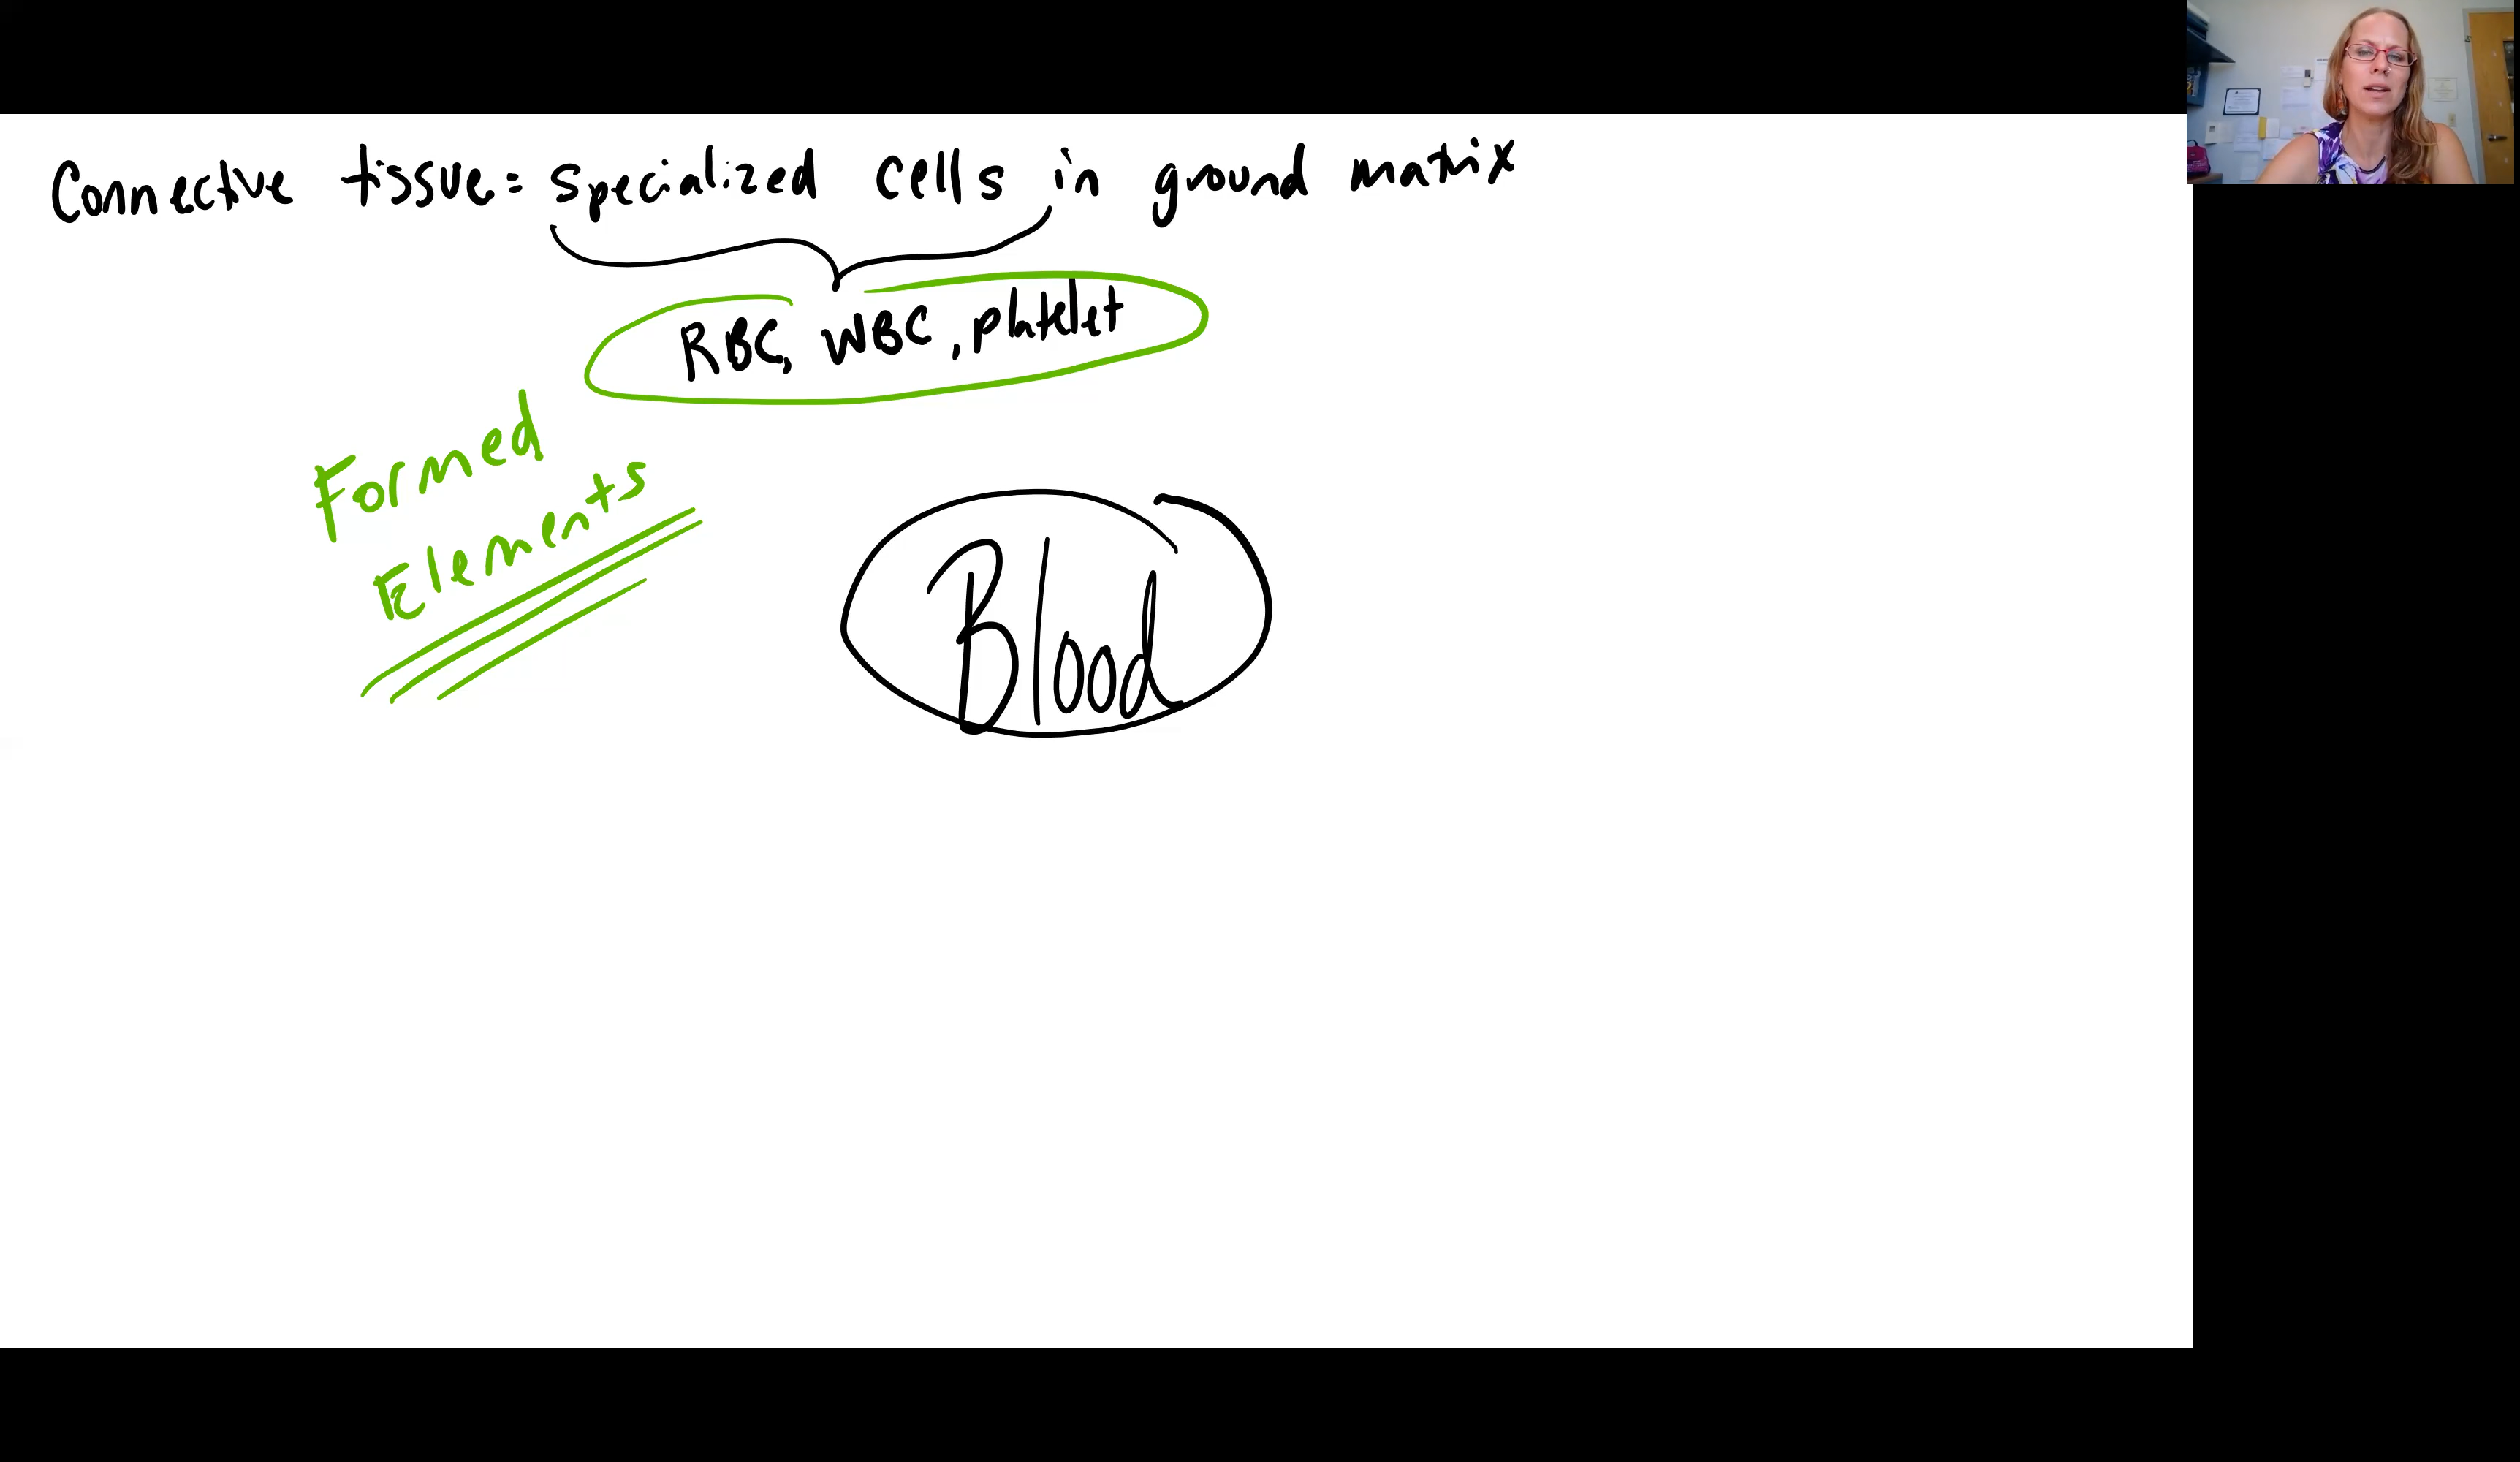 Connective tissue = specialized cells in ground matrix
RBC, WBC, platelet
Formed
Elements
Blood